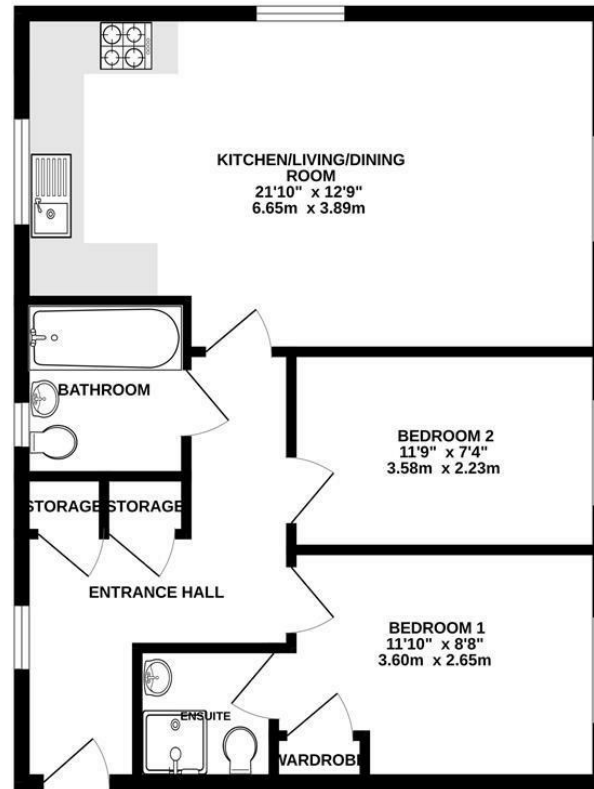 KITCHEN/LIVING/DINING
ROOM
21'10" x 12'9"
6.65m x 3.89m
BATHROOM
BEDROOM 2
11'9" x 7'4"
3.58m x 2.23m
STORAGE
STORAGE
ENTRANCE HALL
BEDROOM 1
11'10" x 8'8"
3.60m x 2.65m
ENSUITE
WARDROBE